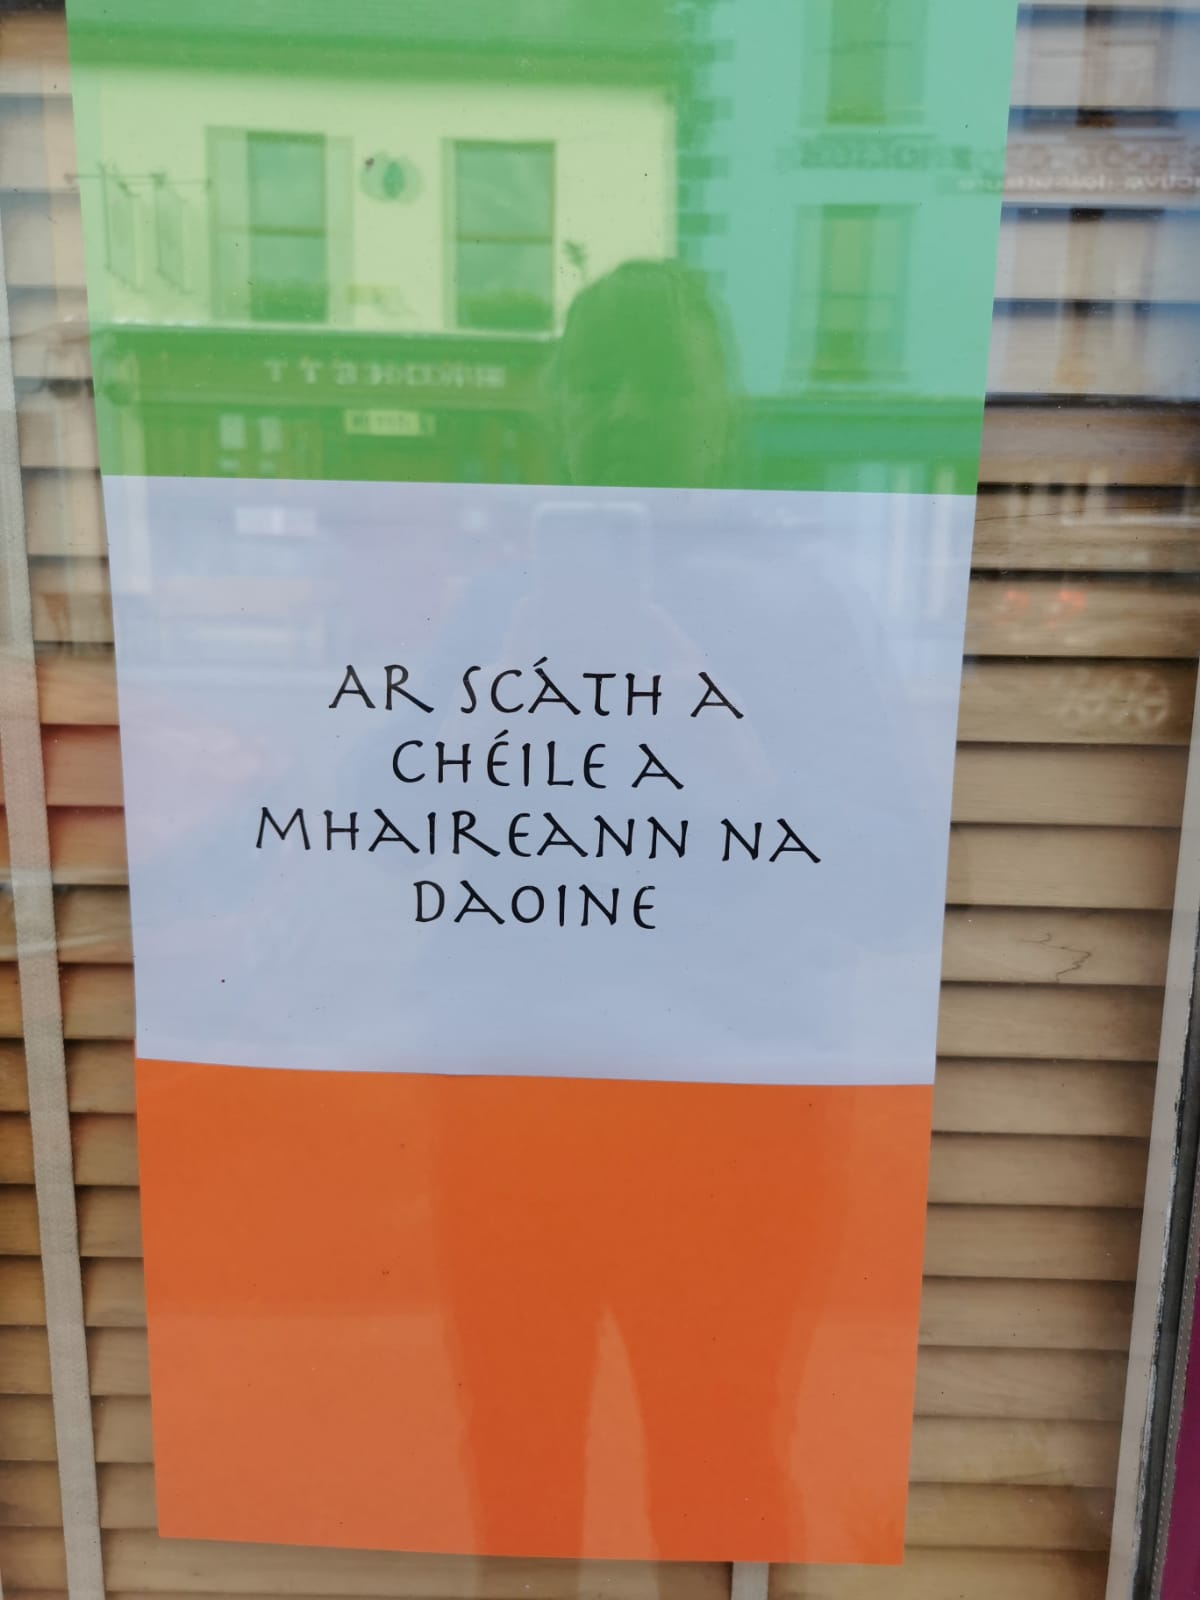 AR SCÁTH A
CHÉILE A
MHAIREANN NA
DAOINE